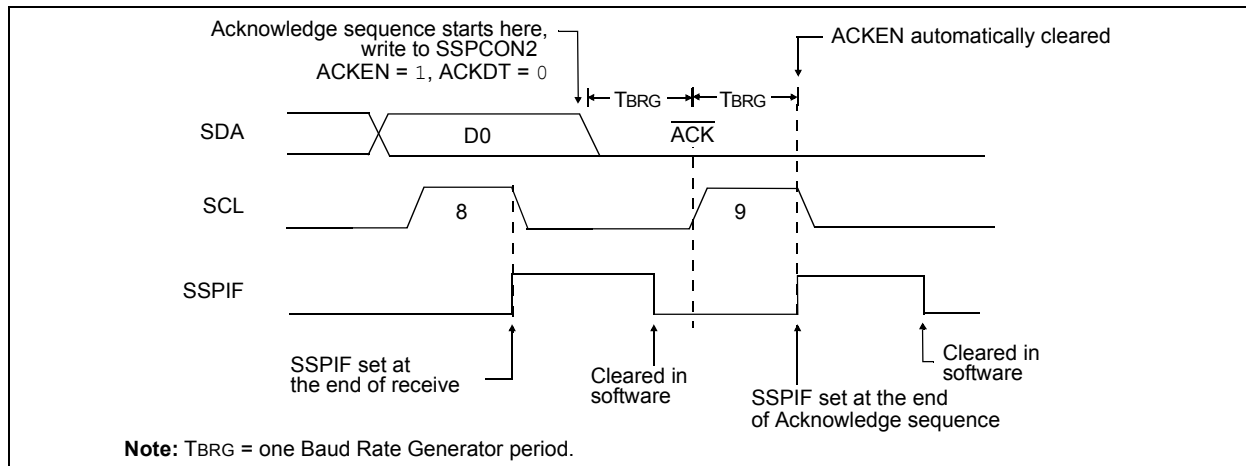 Acknowledge sequence starts here,
write to SSPCON2
ACKEN = 1, ACKDT = 0
ACKEN automatically cleared
TBRG
TBRG
SDA
D0
ACK
SCL
8
9
SSPIF
SSPIF set at
the end of receive
Cleared in
software
SSPIF set at the end
of Acknowledge sequence
Cleared in
software
Note: TBRG = one Baud Rate Generator period.